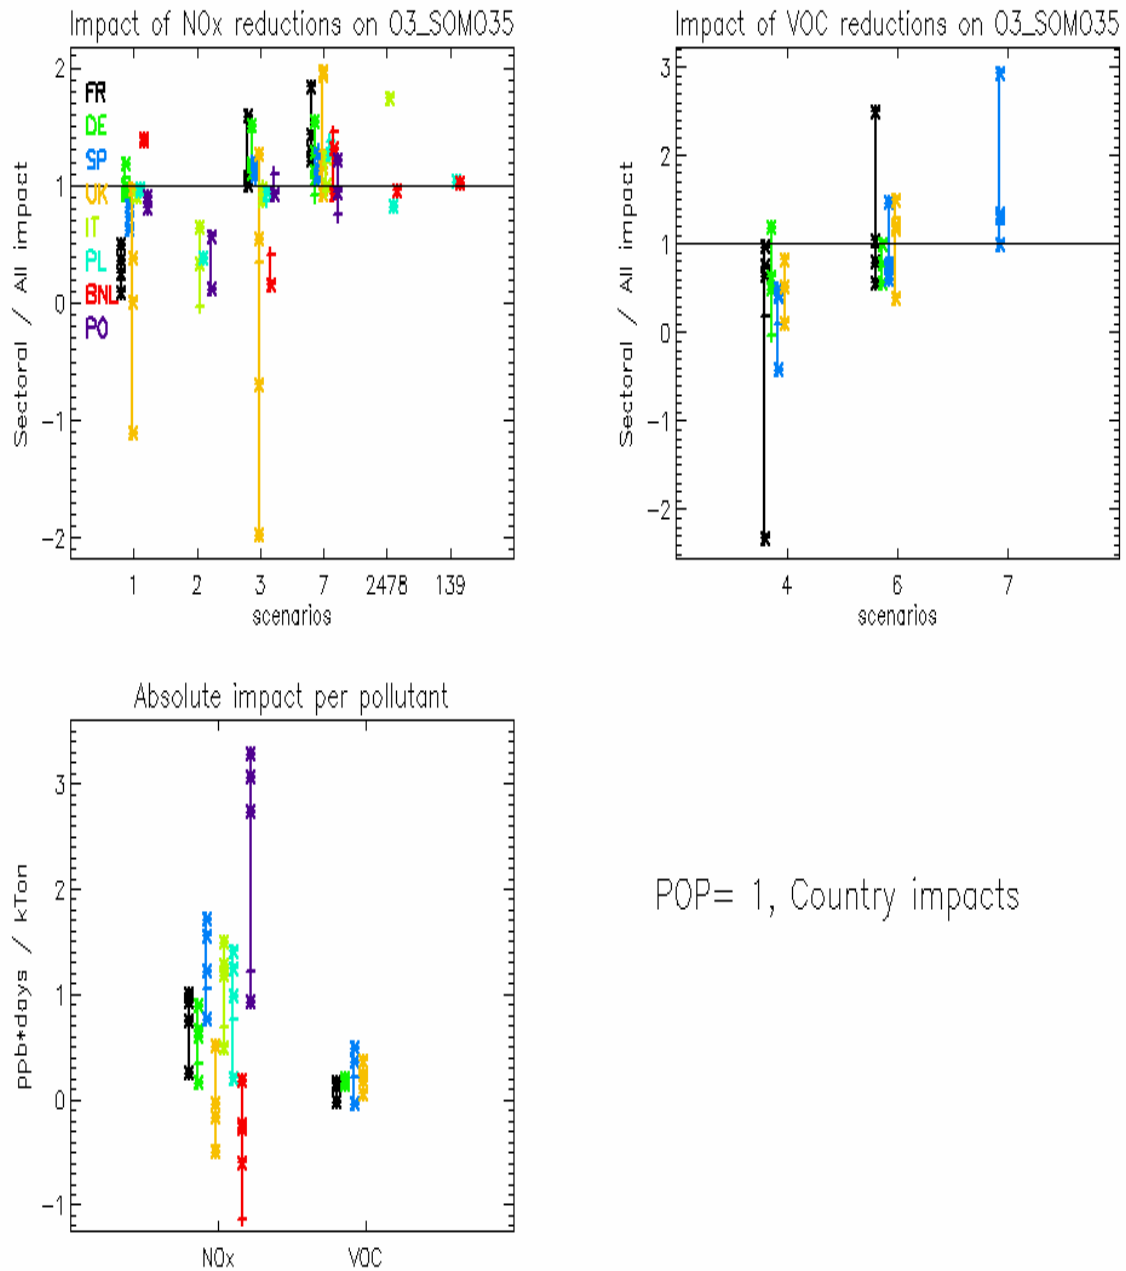 Impact of NOx reductions on O3_SOMO35
2
1
0
-1
-2
Sectoral / All impact
FR
DE
SP
UK
IT
PL
BNL
PO
1
2
3
7
2478
139
scenarios
Impact of VOC reductions on O3_SOMO35
3
2
1
0
-1
-2
Sectoral / All impact
4
6
7
scenarios
Absolute impact per pollutant
3
2
1
0
-1
ppb*days / kTon
NOx
VOC
POP= 1, Country impacts